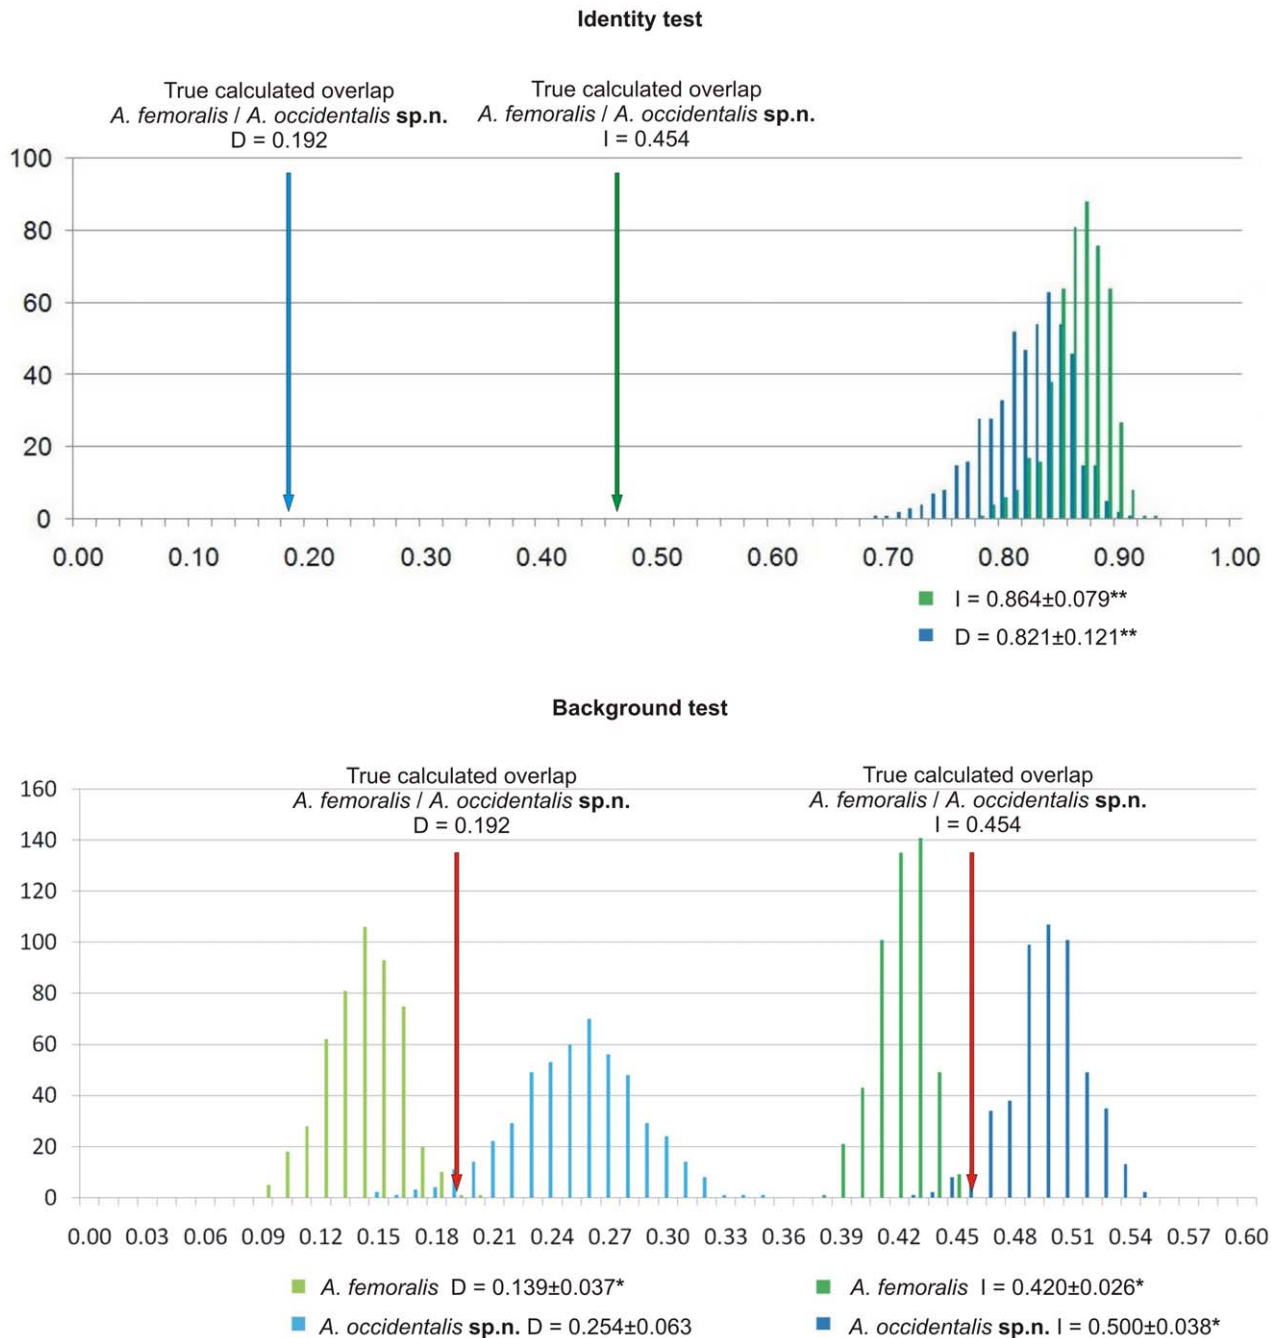 Identity test
True calculated overlap
A. femoralis / A. occidentalis sp.n.
D = 0.192
True calculated overlap
A. femoralis / A. occidentalis sp.n.
I = 0.454
100
80
60
40
20
0
0.00 0.10 0.20 0.30 0.40 0.50 0.60 0.70 0.80 0.90 1.00
I = 0.864±0.079**
D = 0.821±0.121**
Background test
True calculated overlap
A. femoralis / A. occidentalis sp.n.
D = 0.192
True calculated overlap
A. femoralis / A. occidentalis sp.n.
I = 0.454
160
140
120
100
80
60
40
20
0
0.00 0.03 0.06 0.09 0.12 0.15 0.18 0.21 0.24 0.27 0.30 0.33 0.36 0.39 0.42 0.45 0.48 0.51 0.54 0.57 0.60
A. femoralis D = 0.139±0.037*
A. occidentalis sp.n. D = 0.254±0.063
A. femoralis I = 0.420±0.026*
A. occidentalis sp.n. I = 0.500±0.038*